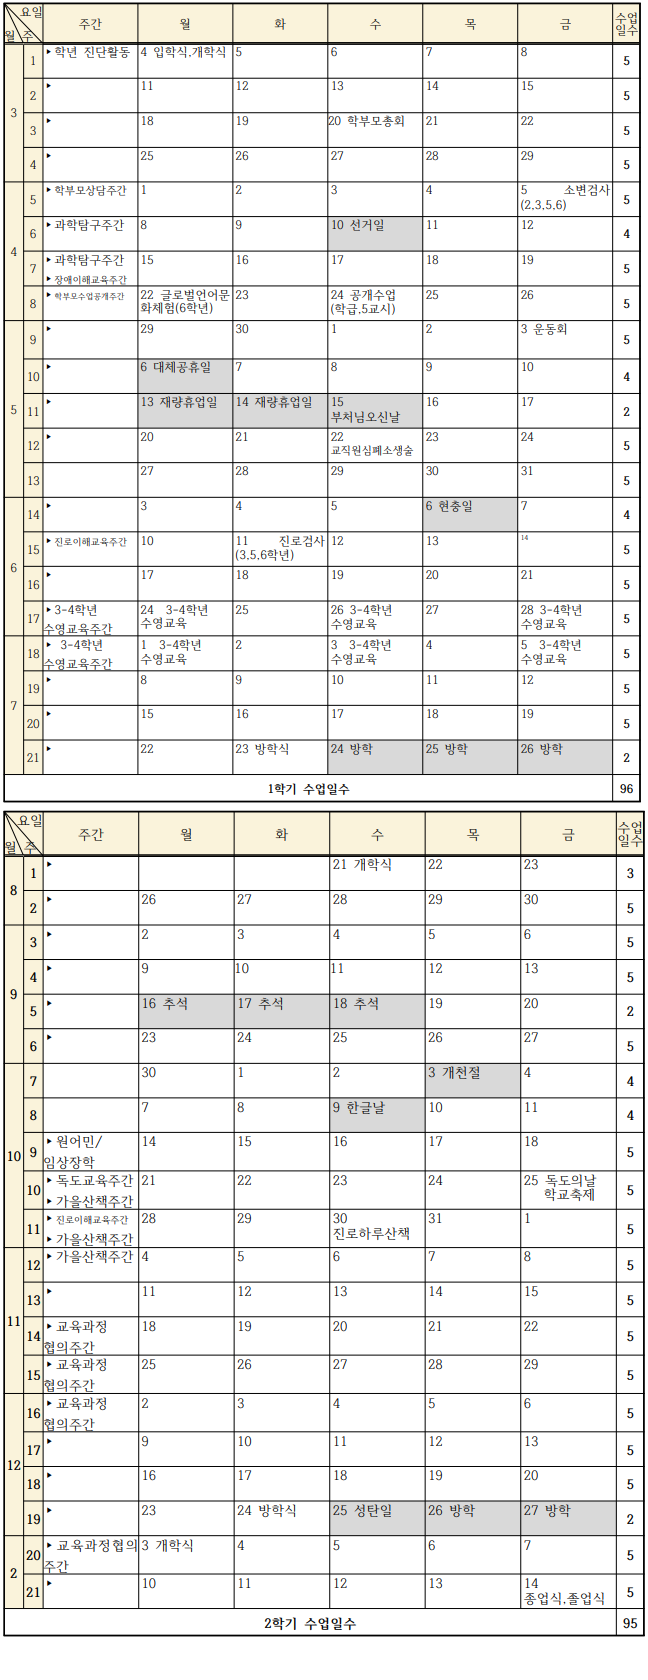 요일 주간 월 화 수 목 금 수업
월 주 일수
3 1 ▸학년 진단활동 4 입학식,개학식 5 6 7 8 5
2 ▸ 11 12 13 14 15 5
3 ▸ 18 19 20 학부모총회 21 22 5
4 ▸ 25 26 27 28 29 5
4 5 ▸학부모상담주간 1 2 3 4 5 소변검사 5
(2,3,5,6)
6 ▸과학탐구주간 8 9 10 선거일 11 12 4
7 ▸과학탐구주간 15 16 17 18 19 5
▸장애이해교육주간
8 ▸학부모수업공개주간 22 글로벌언어문 23 24 공개수업 25 26 5
화체험(6학년) (학급,5교시)
5 9 ▸ 29 30 1 2 3 운동회 5
10 ▸ 6 대체공휴일 7 8 9 10 4
11 ▸ 13 재량휴업일 14 재량휴업일 15 16 17 2
부처님오신날
12 ▸ 20 21 22 23 24 5
교직원심폐소생술
13 27 28 29 30 31 5
6 14 ▸ 3 4 5 6 현충일 7 4
15 ▸진로이해교육주간 10 11 진로검사 12 13 14 5
(3,5,6학년)
16 ▸ 17 18 19 20 21 5
17 ▸3-4학년 24 3-4학년 25 26 3-4학년 27 28 3-4학년 5
수영교육주간 수영교육 수영교육 수영교육
7 18 ▸ 3-4학년 1 3-4학년 2 3 3-4학년 4 5 3-4학년 5
수영교육주간 수영교육 수영교육 수영교육
19 ▸ 8 9 10 11 12 5
20 ▸ 15 16 17 18 19 5
21 ▸ 22 23 방학식 24 방학 25 방학 26 방학 2
1학기 수업일수 96
요일 주간 월 화 수 목 금 수업
월 주 일수
8 1 ▸ 21 개학식 22 23 3
2 ▸ 26 27 28 29 30 5
9 3 ▸ 2 3 4 5 6 5
4 ▸ 9 10 11 12 13 5
5 ▸ 16 추석 17 추석 18 추석 19 20 2
6 ▸ 23 24 25 26 27 5
10 7 30 1 2 3 개천절 4 4
8 7 8 9 한글날 10 11 4
9 ▸원어민/ 14 15 16 17 18 5
임상장학
10 ▸독도교육주간 21 22 23 24 25 독도의날 5
▸가을산책주간 학교축제
11 ▸진로이해교육주간 28 29 30 31 1 5
▸가을산책주간 진로하루산책
11 12 ▸가을산책주간 4 5 6 7 8 5
13 ▸ 11 12 13 14 15 5
14 ▸교육과정 18 19 20 21 22 5
협의주간
15 ▸교육과정 25 26 27 28 29 5
협의주간
12 16 ▸교육과정 2 3 4 5 6 5
협의주간
17 ▸ 9 10 11 12 13 5
18 ▸ 16 17 18 19 20 5
19 ▸ 23 24 방학식 25 성탄일 26 방학 27 방학 2
2 20 ▸교육과정협의 3 개학식 4 5 6 7 5
주간
21 ▸ 10 11 12 13 14 5
종업식,졸업식
2학기 수업일수 95